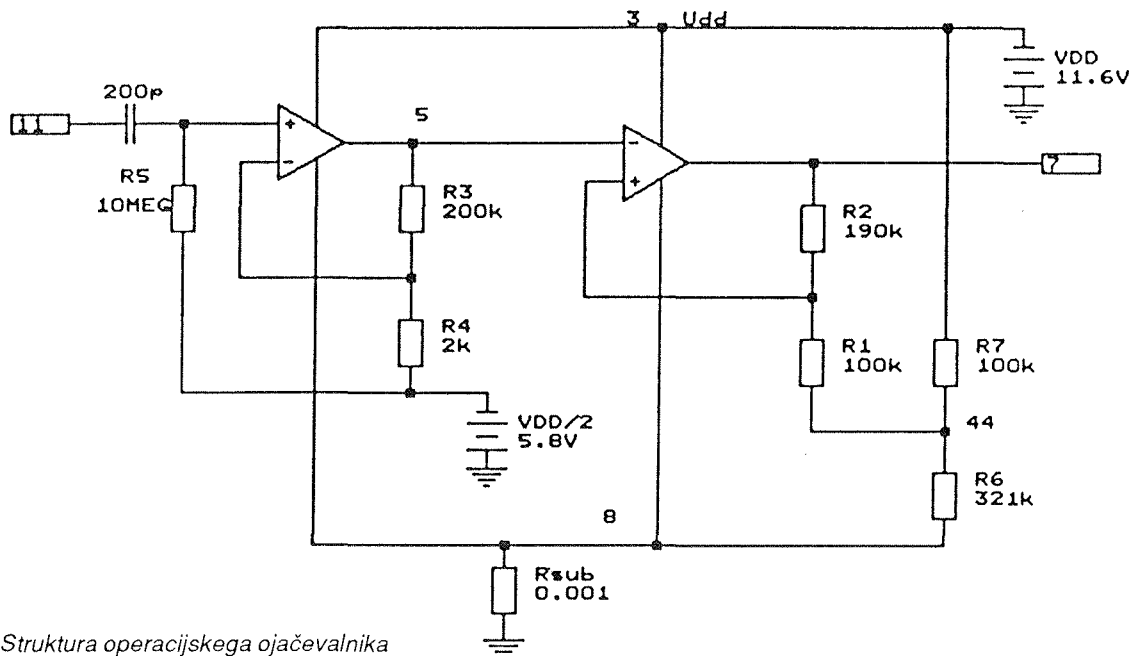 3 Vdd
VDD
11.6V
200p
11
5
R5
10MEG
R3
200k
7
R2
190k
R4
2k
R1
100k
R7
100k
VDD/2
5.8V
44
R6
321k
8
Rsub
0.001
Struktura operacijskega ojačevalnika